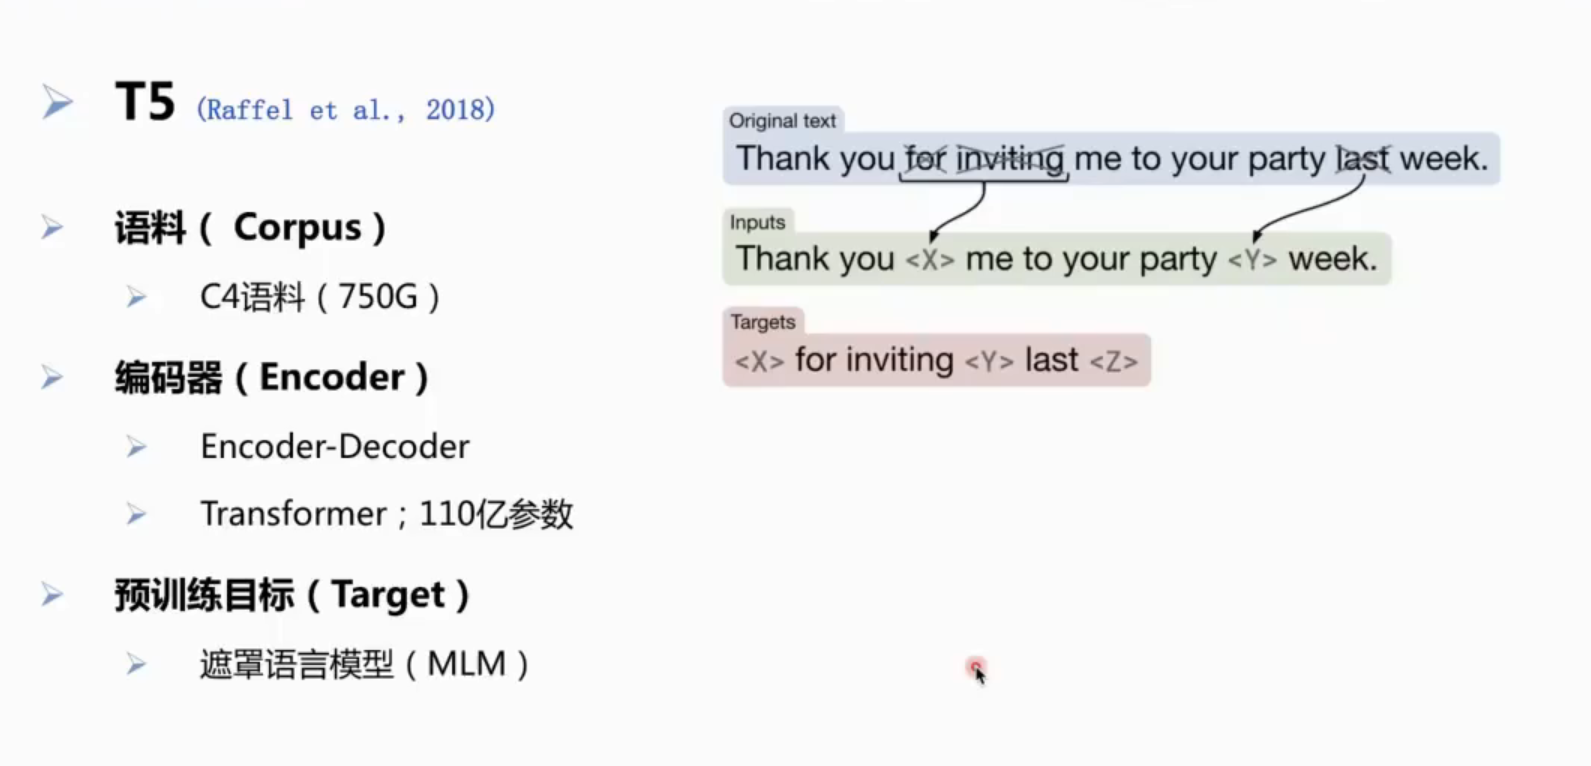 T5 (Raffel et al., 2018)
语料（ Corpus ）
C4语料（750G）
编码器（Encoder）
Encoder-Decoder
Transformer；110亿参数
预训练目标（Target）
遮罩语言模型（MLM）
Original text
Thank you for inviting me to your party last week.
Inputs
Thank you <X> me to your party <Y> week.
Targets
<X> for inviting <Y> last <Z>